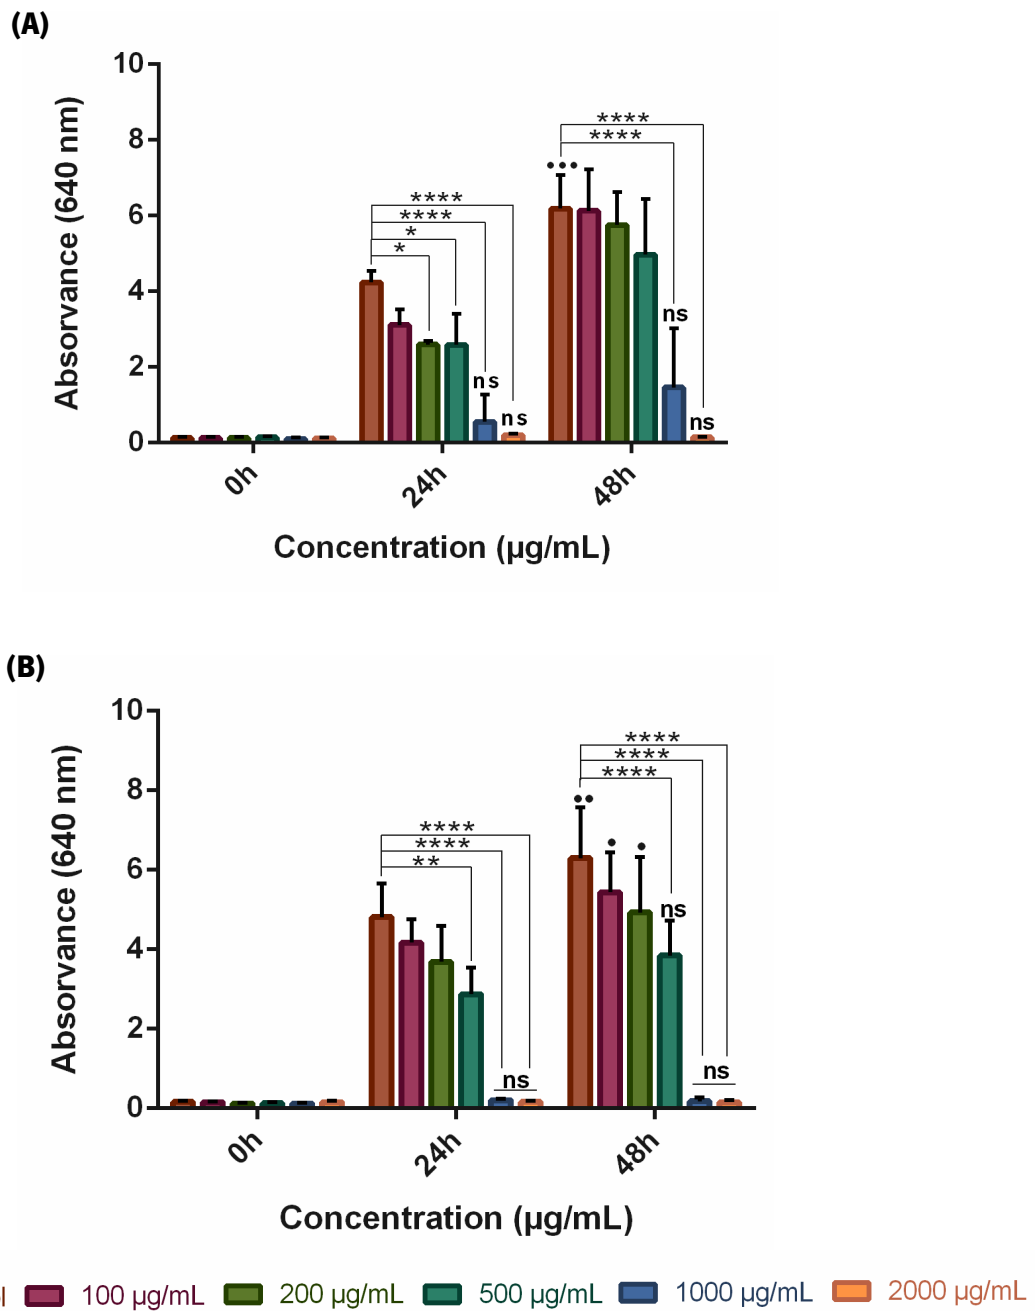 (A)
10
8
6
4
2
0
Absorvance (640 nm)
****
****
*
*
ns
ns
****
****
•••
ns
ns
0h
24h
48h
Concentration (µg/mL)
(B)
10
8
6
4
2
0
Absorvance (640 nm)
****
****
**
ns
****
****
****
••
•
•
ns
ns
0h
24h
48h
Concentration (µg/mL)
l 100 µg/mL 200 µg/mL 500 µg/mL 1000 µg/mL 2000 µg/mL